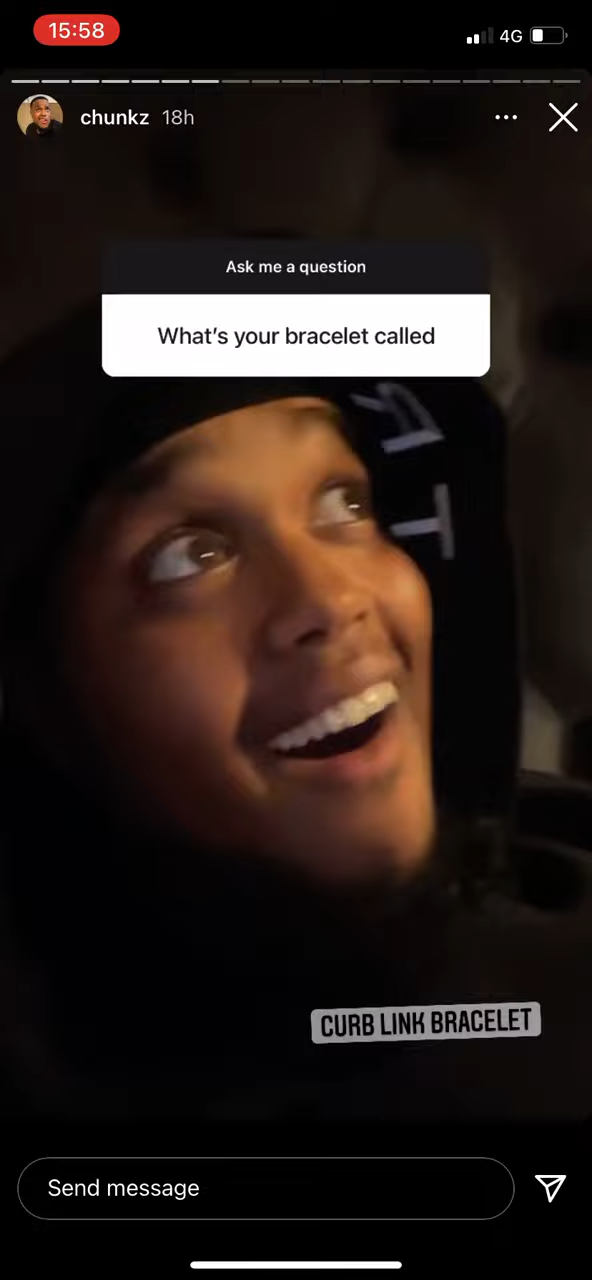 15:58
4G
chunkz 18h
Ask me a question
What's your bracelet called
CURB LINK BRACELET
Send message